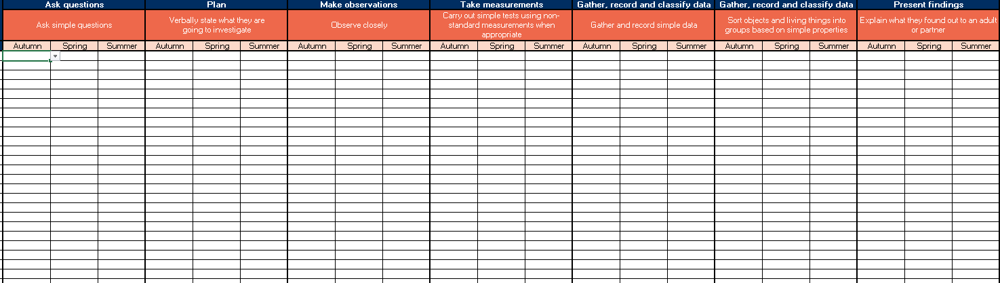 Ask questions Plan Make observations Take measurements Gather, record and classify data Gather, record and classify data Present findings
Ask simple questions
Verbally state what they are
going to investigate
Observe closely
Carry out simple tests using non-
standard measurements when
appropriate
Gather and record simple data
Sort objects and living things into
groups based on simple properties
Explain what they found out to an adult
or partner
Autumn Spring Summer Autumn Spring Summer Autumn Spring Summer Autumn Spring Summer Autumn Spring Summer Autumn Spring Summer Autumn Spring Summer